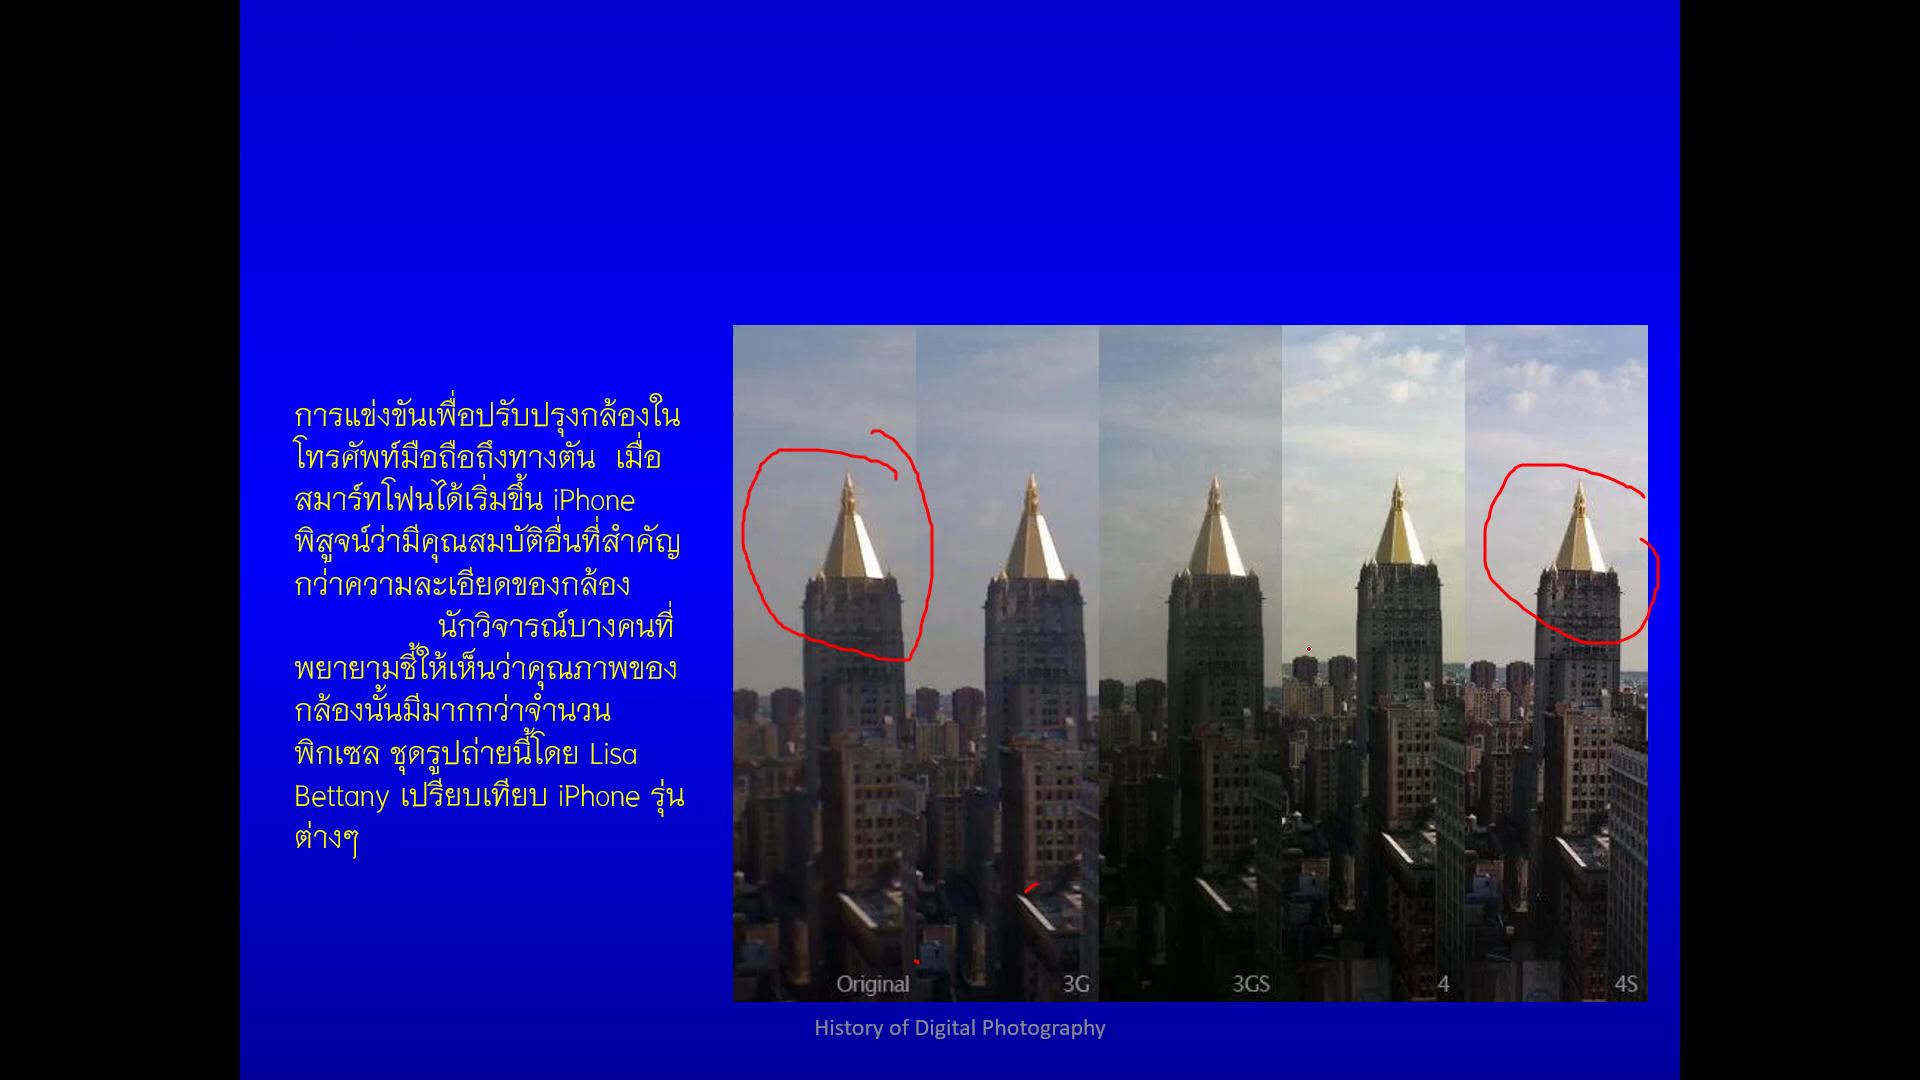 การแข่งขันเพื่อปรับปรุงกล้องใน
โทรศัพท์มือถือถึงทางตัน เมื่อ
สมาร์ทโฟนได้เริ่มขึ้น iPhone
พิสูจน์ว่ามีคุณสมบัติอื่นที่สำคัญ
กว่าความละเอียดของกล้อง
นักวิจารณ์บางคนที่
พยายามชี้ให้เห็นว่าคุณภาพของ
กล้องนั้นมีมากกว่าจำนวน
พิกเซล ชุดรูปถ่ายนี้โดย Lisa
Bettany เปรียบเทียบ iPhone รุ่น
ต่างๆ
Original 3G 3GS 4 4S
History of Digital Photography